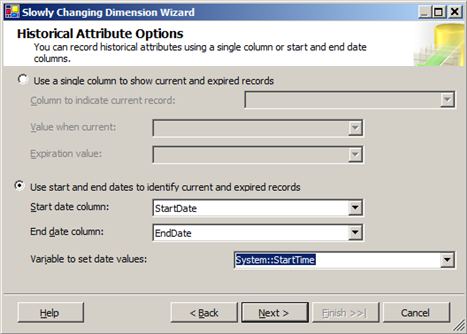 Slowly Changing Dimension Wizard
Historical Attribute Options
You can record historical attributes using a single column or start and end date
columns.
Use a single column to show current and expired records
Column to indicate current record:
Value when current:
Expiration value:
Use start and end dates to identify current and expired records
Start date column: StartDate
End date column: EndDate
Variable to set date values: System::StartTime
Help < Back Next > Finish >>| Cancel